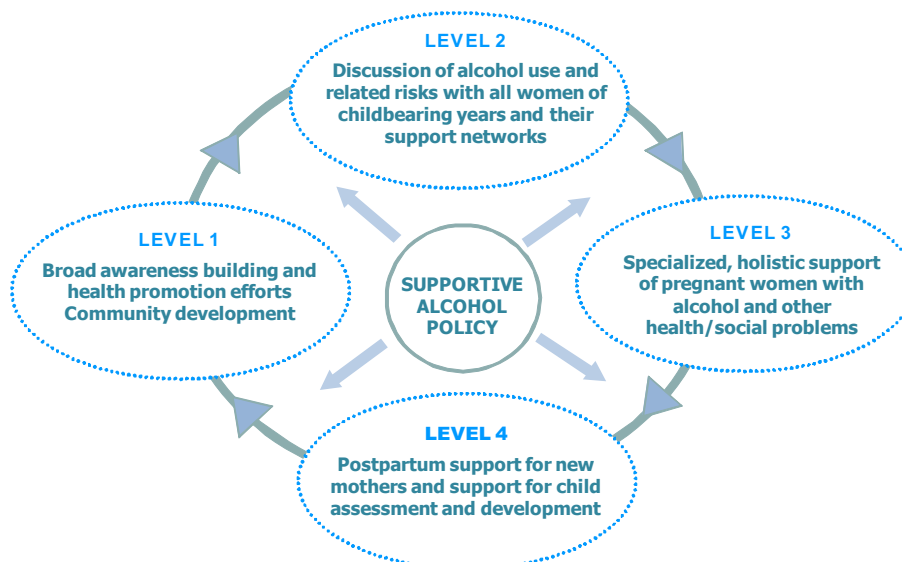 LEVEL 2
Discussion of alcohol use and
related risks with all women of
childbearing years and their
support networks
LEVEL 1
Broad awareness building and
health promotion efforts
Community development
SUPPORTIVE
ALCOHOL
POLICY
LEVEL 3
Specialized, holistic support
of pregnant women with
alcohol and other
health/social problems
LEVEL 4
Postpartum support for new
mothers and support for child
assessment and development